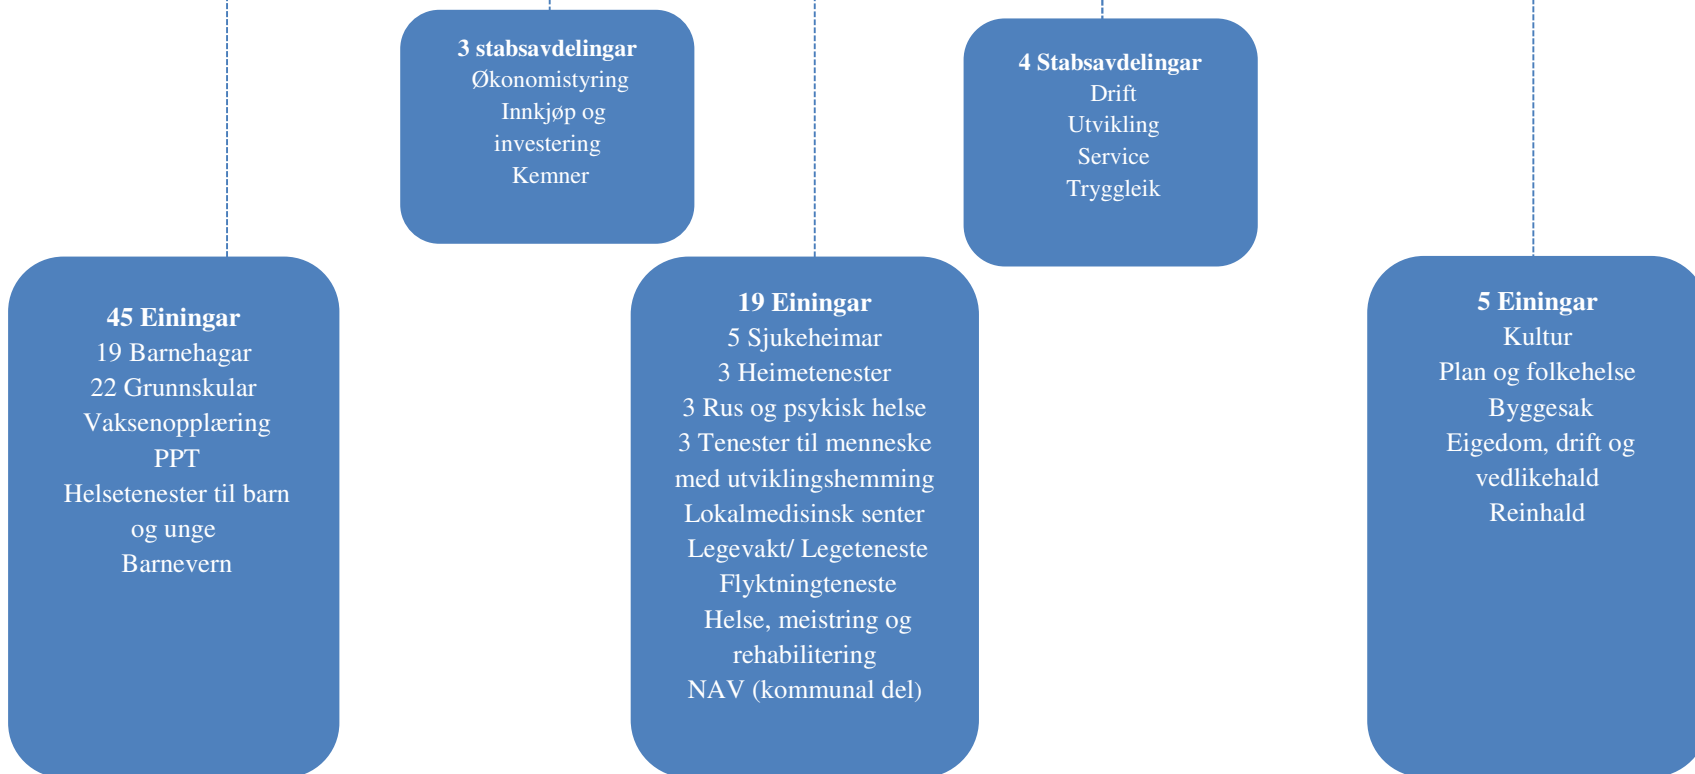 3 stabsavdelingar
Økonomistyring
Innkjøp og
investering
Kemner
4 Stabsavdelingar
Drift
Utvikling
Service
Tryggleik
45 Einingar
19 Barnehagar
22 Grunnskular
Vaksenopplæring
PPT
Helsetenester til barn
og unge
Barnevern
19 Einingar
5 Sjukeheimar
3 Heimetenester
3 Rus og psykisk helse
3 Tenester til menneske
med utviklingshemming
Lokalmedisinsk senter
Legevakt/ Legeteneste
Flyktningteneste
Helse, meistring og
rehabilitering
NAV (kommunal del)
5 Einingar
Kultur
Plan og folkehelse
Byggesak
Eigedom, drift og
vedlikehald
Reinhald